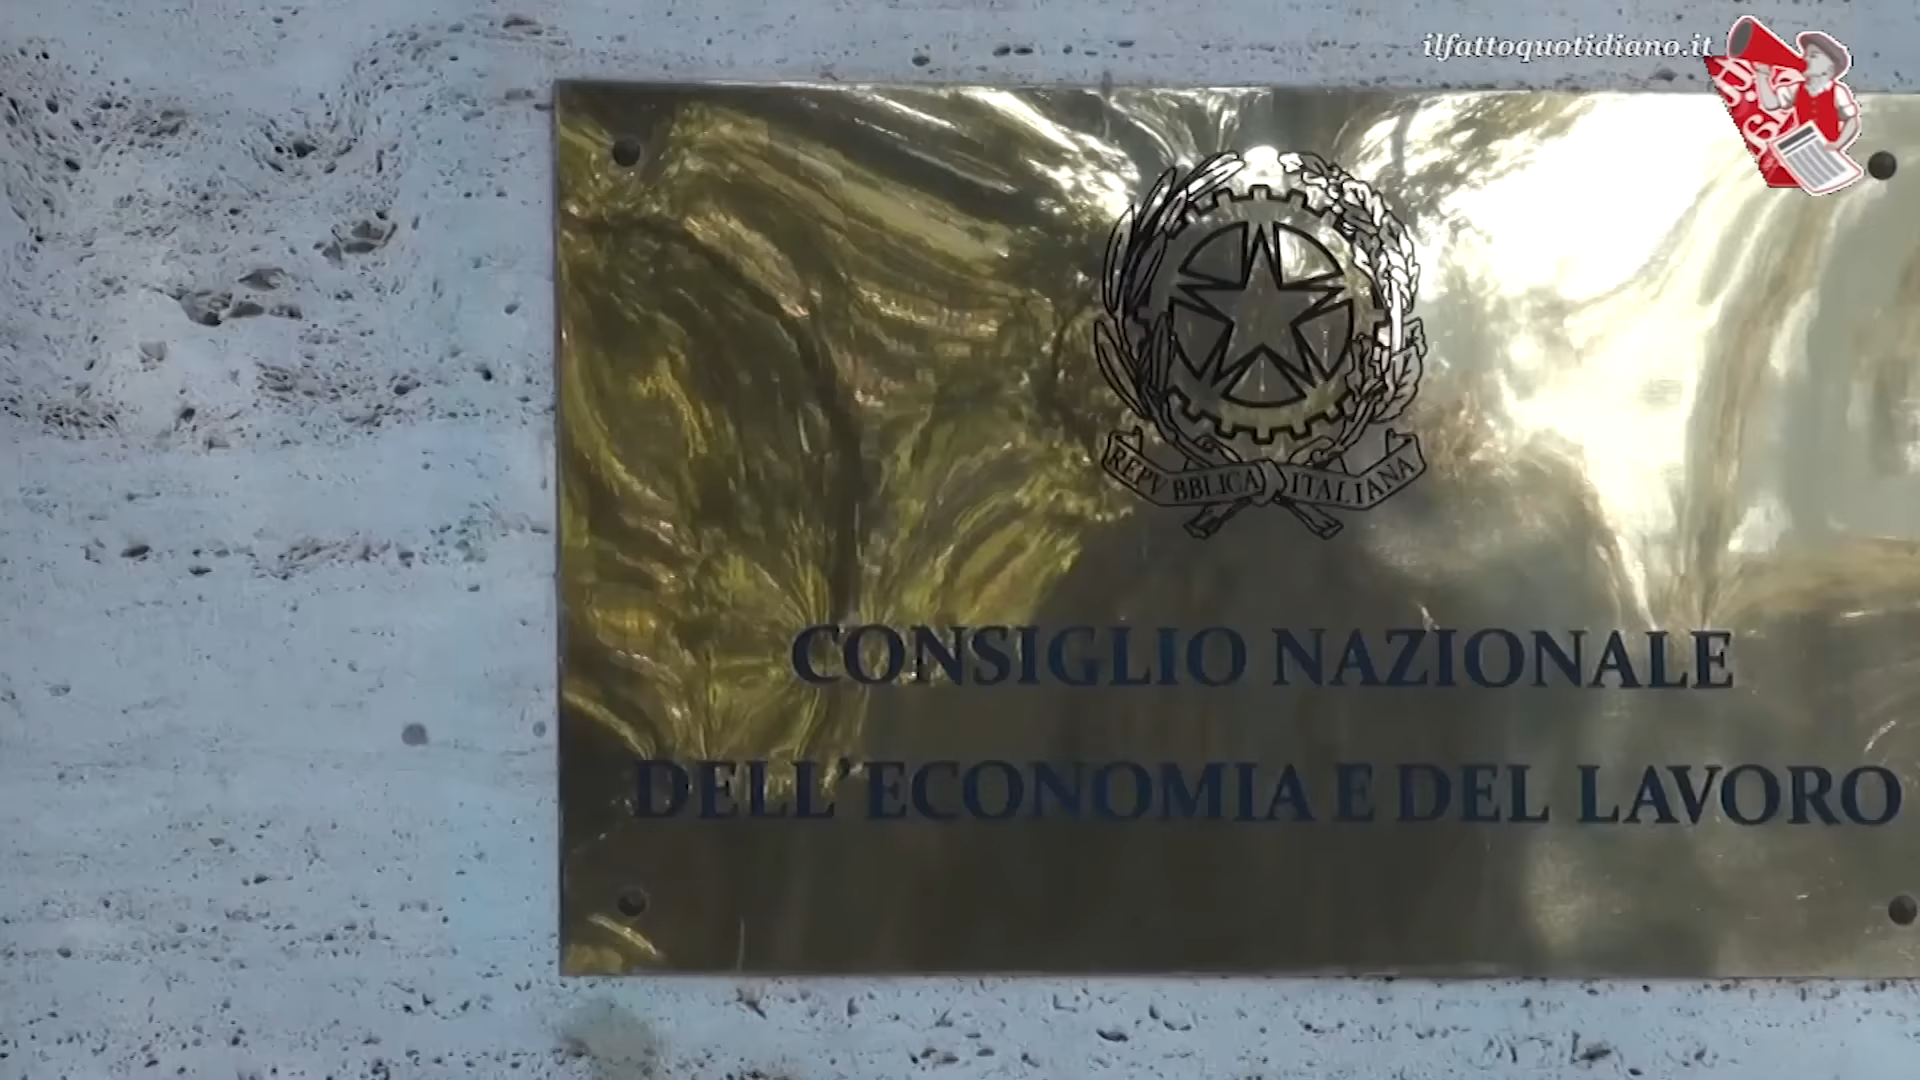 ilfattoquotidiano.it
REPVBBLICA ITALIANA
CONSIGLIO NAZIONALE
DELL'ECONOMIA E DEL LAVORO